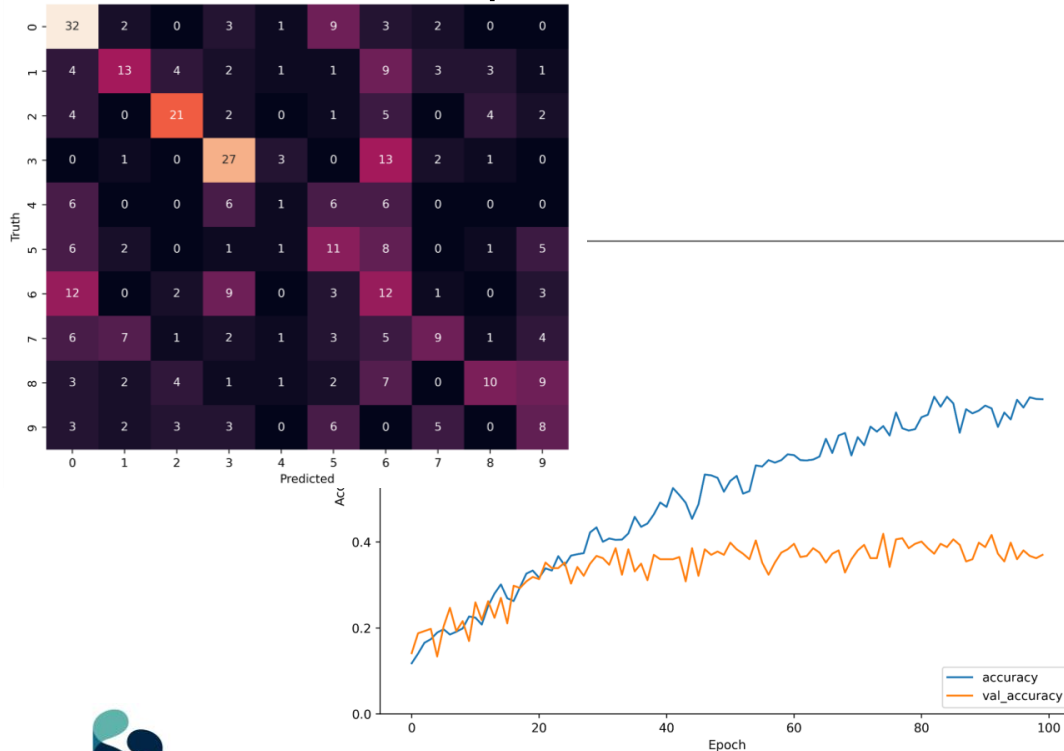 0 32 2 0 3 1 9 3 2 0 0
1 4 13 4 2 1 1 9 3 3 1
2 4 0 21 2 0 1 5 0 4 2
3 0 1 0 27 3 0 13 2 1 0
4 6 0 0 6 1 6 6 0 0 0
5 6 2 0 1 1 11 8 0 1 5
6 12 0 2 9 0 3 12 1 0 3
7 6 7 1 2 1 3 5 9 1 4
8 3 2 4 1 1 2 7 0 10 9
9 3 2 3 3 0 6 0 5 0 8
Truth
0 1 2 3 4 5 6 7 8 9
Predicted
0.4
0.2
0.0
accuracy
val_accuracy
0 20 40 60 80 100
Epoch